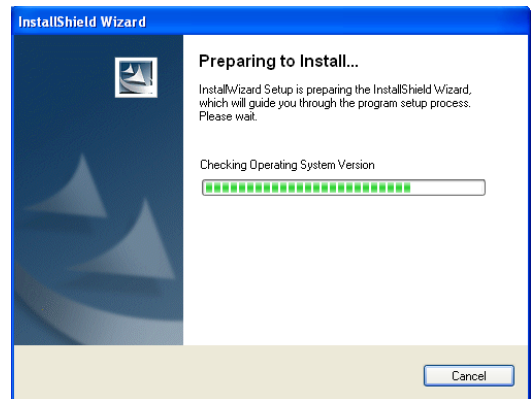 InstallShield Wizard
Preparing to Install...
InstallWizard Setup is preparing the InstallShield Wizard,
which will guide you through the program setup process.
Please wait.
Checking Operating System Version
Cancel